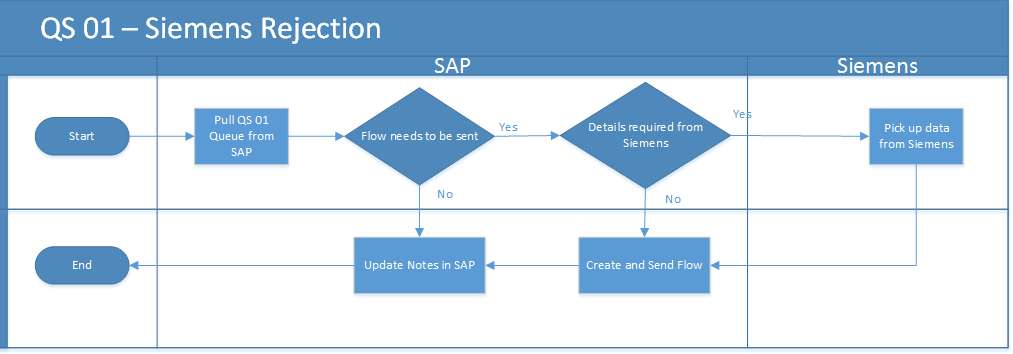 QS 01 – Siemens Rejection
SAP
Siemens
Start
Pull QS 01
Queue from
SAP
Flow needs to be sent
Yes
Details required from
Siemens
Yes
Pick up data
from Siemens
No
No
End
Update Notes in SAP
Create and Send Flow